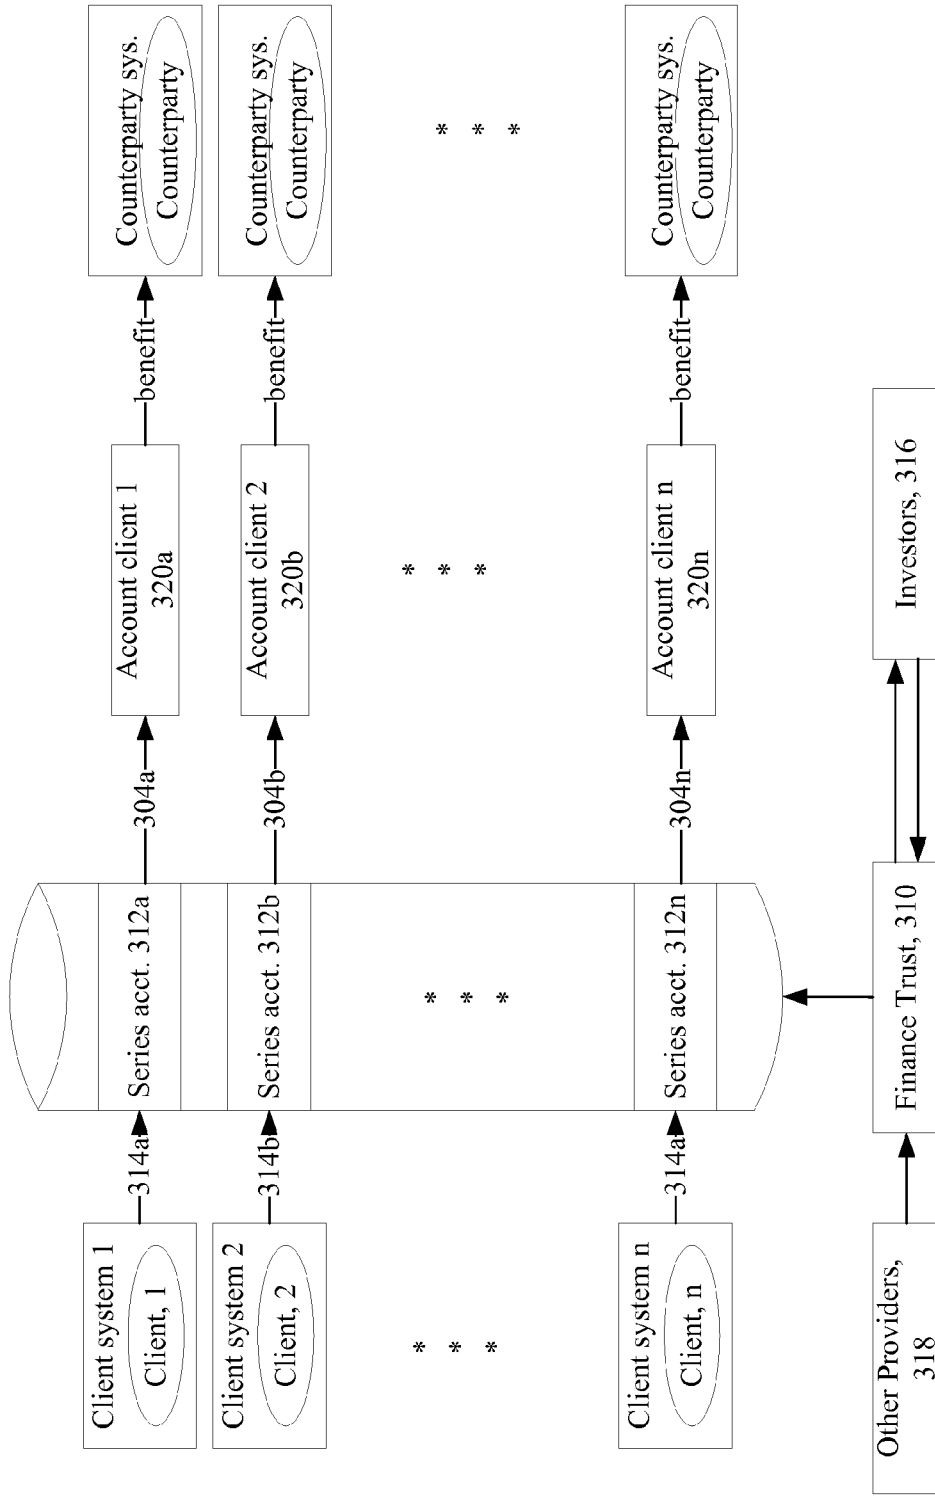 Client system 1
Client, 1
314a
Series acct. 312a
304a
Account client 1
320a
benefit
Counterparty sys.
Counterparty
Client system 2
Client, 2
314b
Series acct. 312b
304b
Account client 2
320b
benefit
Counterparty sys.
Counterparty
* * *
* * *
* * *
* * *
Client system n
Client, n
314a
Series acct. 312n
304n
Account client n
320n
benefit
Counterparty sys.
Counterparty
Other Providers,
318
Finance Trust, 310
Investors, 316